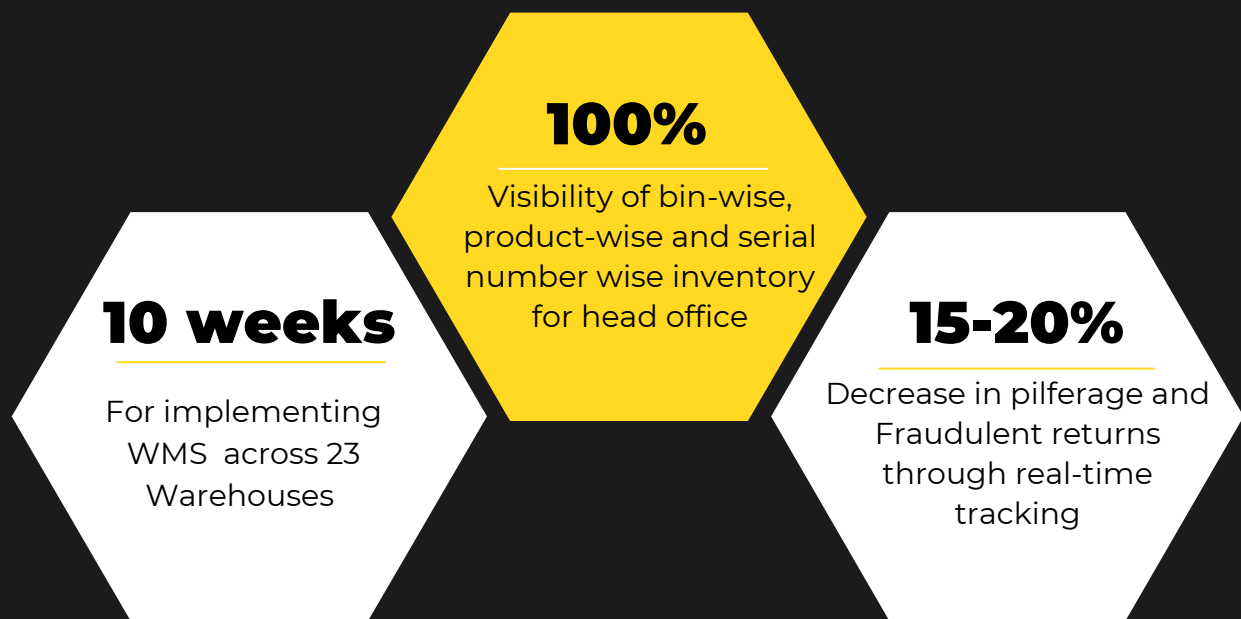 10 weeks
For implementing
WMS  across 23
Warehouses
100%
Visibility of bin-wise,
product-wise and serial
number wise inventory
for head office
15-20%
Decrease in pilferage and
Fraudulent returns
through real-time
tracking